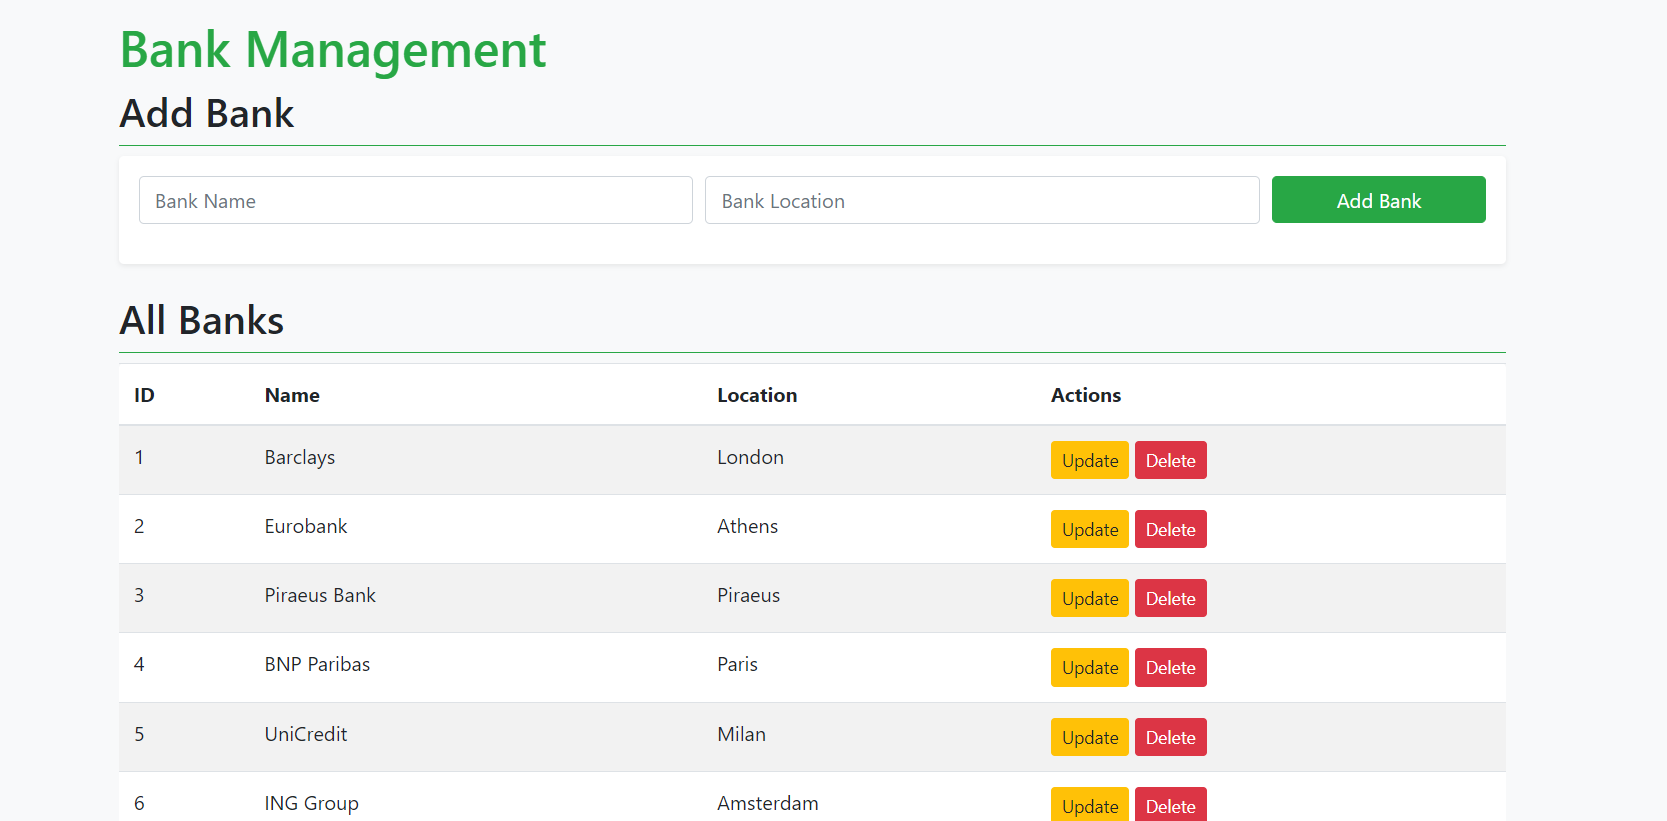 Bank Management
Add Bank
Bank Name Bank Location Add Bank
All Banks
ID Name Location Actions
1 Barclays London Update Delete
2 Eurobank Athens Update Delete
3 Piraeus Bank Piraeus Update Delete
4 BNP Paribas Paris Update Delete
5 UniCredit Milan Update Delete
6 ING Group Amsterdam Update Delete